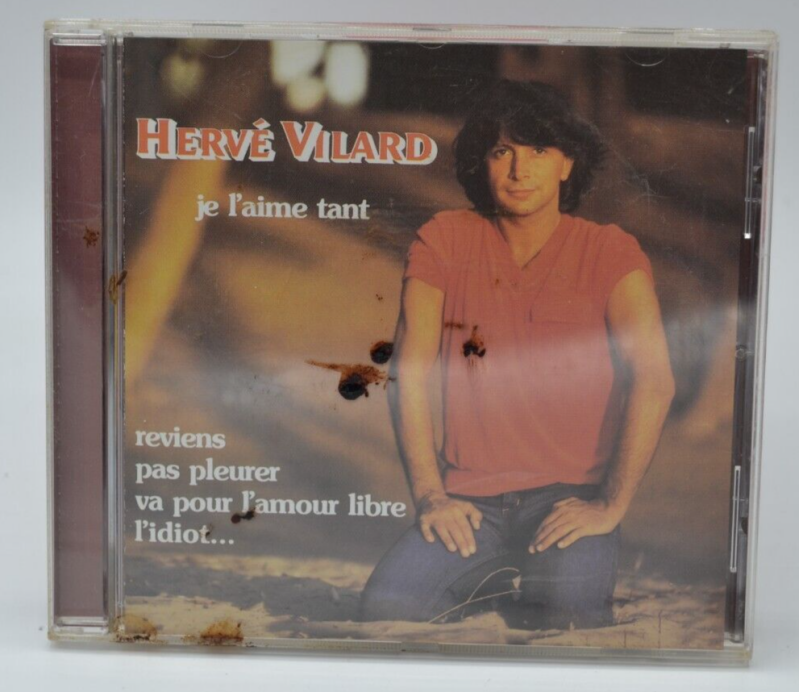 HERVÉ VILARD
je l'aime tant
reviens
pas pleurer
va pour l'amour libre
l'idiot...